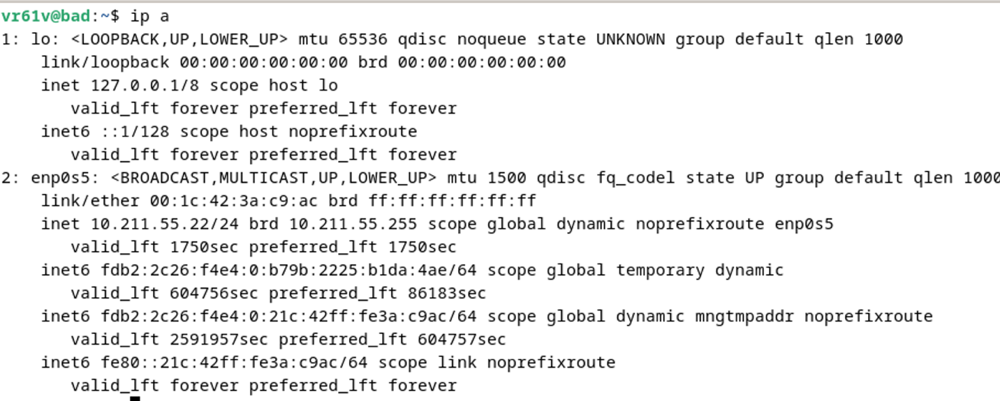 vr61v@bad:~$ ip a
1: lo: <LOOPBACK,UP,LOWER_UP> mtu 65536 qdisc noqueue state UNKNOWN group default qlen 1000
    link/loopback 00:00:00:00:00:00 brd 00:00:00:00:00:00
    inet 127.0.0.1/8 scope host lo
       valid_lft forever preferred_lft forever
    inet6 ::1/128 scope host noprefixroute
       valid_lft forever preferred_lft forever
2: enp0s5: <BROADCAST,MULTICAST,UP,LOWER_UP> mtu 1500 qdisc fq_codel state UP group default qlen 1000
    link/ether 00:1c:42:3a:c9:ac brd ff:ff:ff:ff:ff:ff
    inet 10.211.55.22/24 brd 10.211.55.255 scope global dynamic noprefixroute enp0s5
       valid_lft 1750sec preferred_lft 1750sec
    inet6 fdb2:2c26:f4e4:0:b79b:2225:b1da:4ae/64 scope global temporary dynamic
       valid_lft 604756sec preferred_lft 86183sec
    inet6 fdb2:2c26:f4e4:0:21c:42ff:fe3a:c9ac/64 scope global dynamic mngtmpaddr noprefixroute
       valid_lft 2591957sec preferred_lft 604757sec
    inet6 fe80::21c:42ff:fe3a:c9ac/64 scope link noprefixroute
       valid_lft forever preferred_lft forever